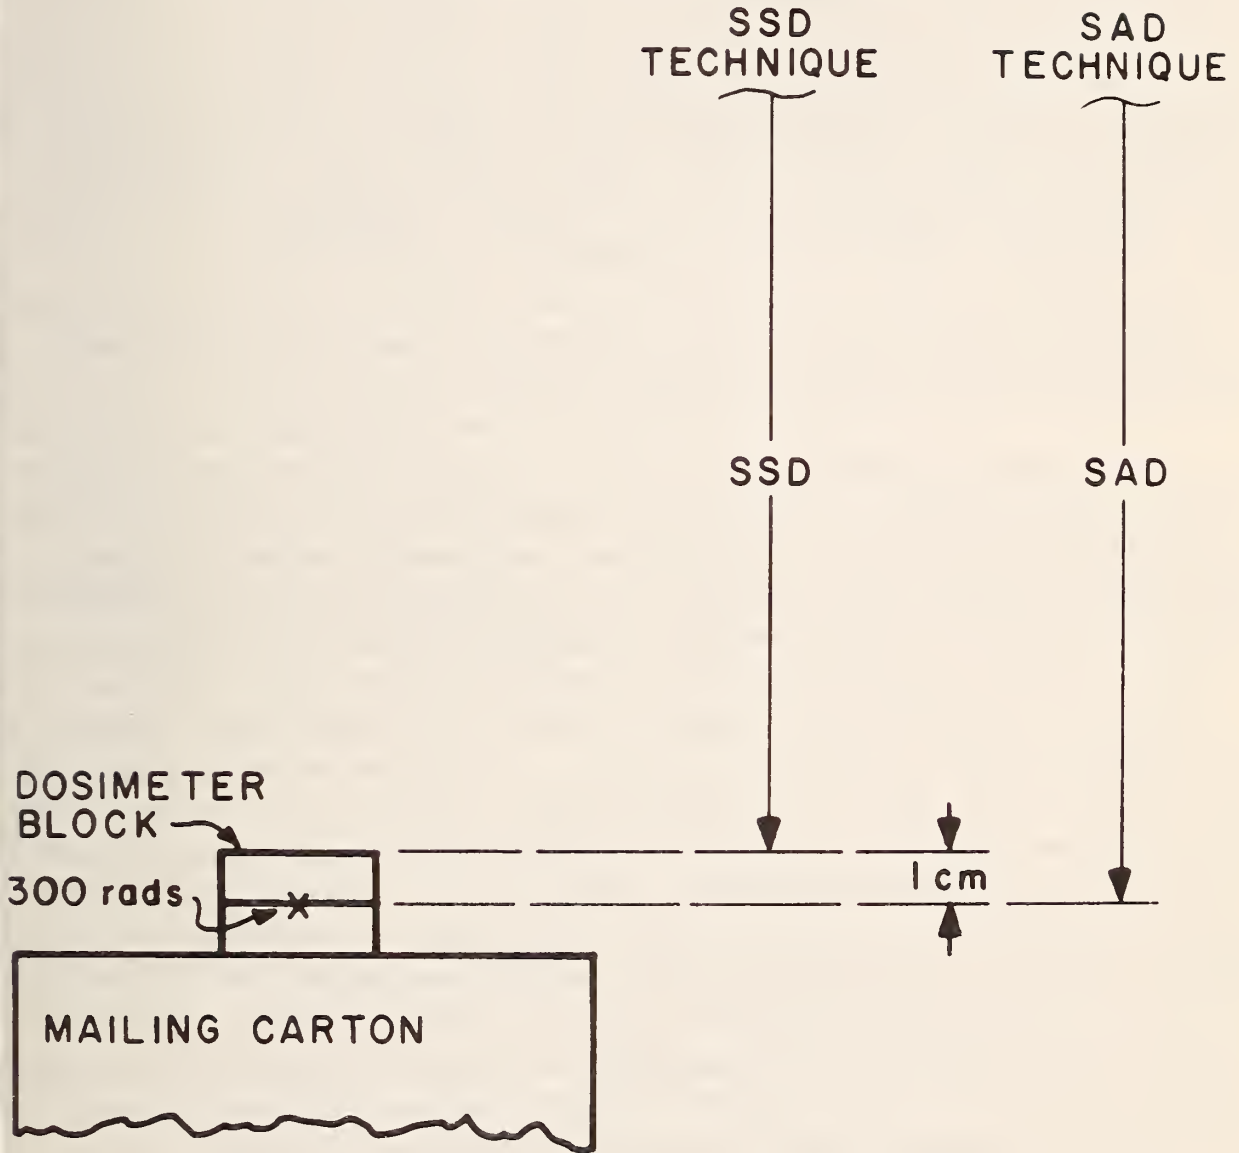 SSD
TECHNIQUE
SAD
TECHNIQUE
SSD
SAD
DOSIMETER
BLOCK
300 rads
1 cm
MAILING CARTON